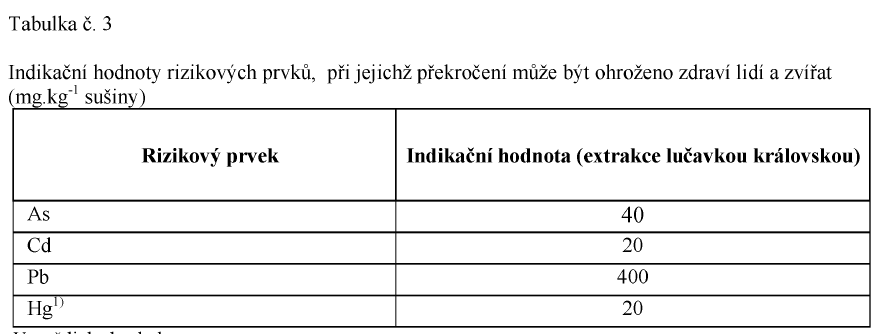 Tabulka č. 3
Indikační hodnoty rizikových prvků, při jejichž překročení může být ohroženo zdraví lidí a zvířat
(mg.kg-1 sušiny)
Rizikový prvek Indikační hodnota (extrakce lučavkou královskou)
As 40
Cd 20
Pb 400
Hg1) 20